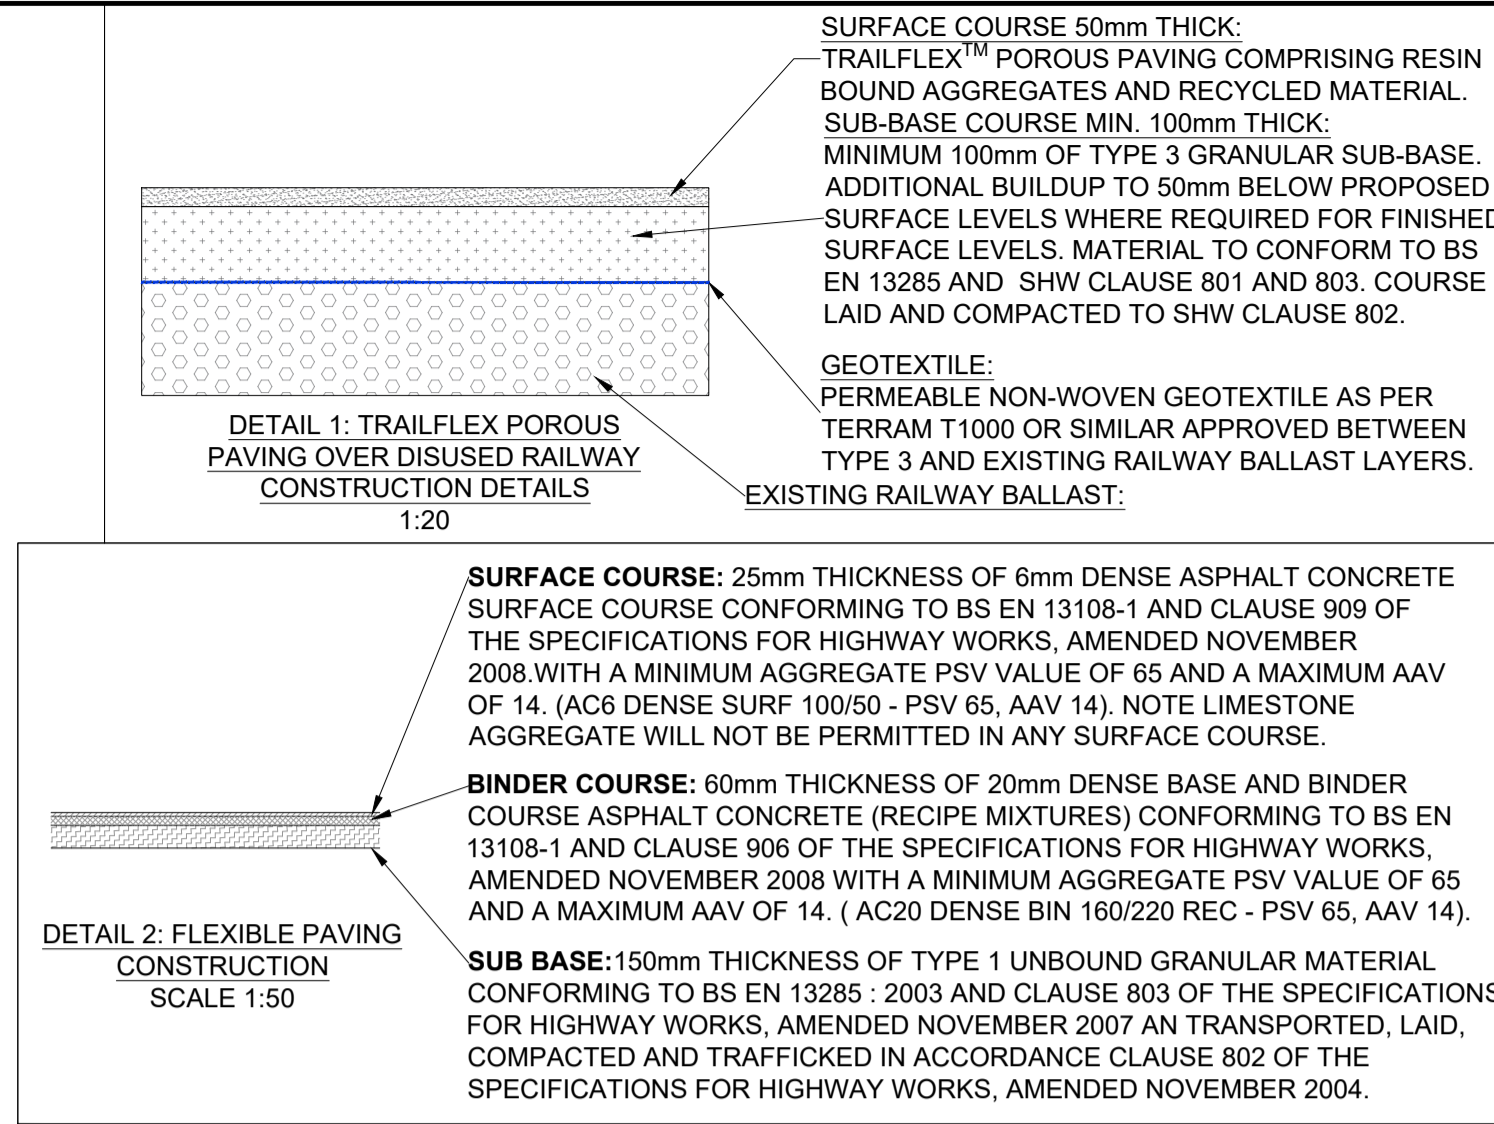 SURFACE COURSE 50mm THICK:
TRAILFLEX™ POROUS PAVING COMPRISING RESIN
BOUND AGGREGATES AND RECYCLED MATERIAL.
SUB-BASE COURSE MIN. 100mm THICK:
MINIMUM 100mm OF TYPE 3 GRANULAR SUB-BASE.
ADDITIONAL BUILDUP TO 50mm BELOW PROPOSED
SURFACE LEVELS WHERE REQUIRED FOR FINISHED
SURFACE LEVELS. MATERIAL TO CONFORM TO BS
EN 13285 AND SHW CLAUSE 801 AND 803. COURSE
LAID AND COMPACTED TO SHW CLAUSE 802.
GEOTEXTILE:
PERMEABLE NON-WOVEN GEOTEXTILE AS PER
TERRAM T1000 OR SIMILAR APPROVED BETWEEN
TYPE 3 AND EXISTING RAILWAY BALLAST LAYERS.
EXISTING RAILWAY BALLAST:
DETAIL 1: TRAILFLEX POROUS
PAVING OVER DISUSED RAILWAY
CONSTRUCTION DETAILS
1:20
SURFACE COURSE: 25mm THICKNESS OF 6mm DENSE ASPHALT CONCRETE
SURFACE COURSE CONFORMING TO BS EN 13108-1 AND CLAUSE 909 OF
THE SPECIFICATIONS FOR HIGHWAY WORKS, AMENDED NOVEMBER
2008.WITH A MINIMUM AGGREGATE PSV VALUE OF 65 AND A MAXIMUM AAV
OF 14. (AC6 DENSE SURF 100/50 - PSV 65, AAV 14). NOTE LIMESTONE
AGGREGATE WILL NOT BE PERMITTED IN ANY SURFACE COURSE.
BINDER COURSE: 60mm THICKNESS OF 20mm DENSE BASE AND BINDER
COURSE ASPHALT CONCRETE (RECIPE MIXTURES) CONFORMING TO BS EN
13108-1 AND CLAUSE 906 OF THE SPECIFICATIONS FOR HIGHWAY WORKS,
AMENDED NOVEMBER 2008 WITH A MINIMUM AGGREGATE PSV VALUE OF 65
AND A MAXIMUM AAV OF 14. ( AC20 DENSE BIN 160/220 REC - PSV 65, AAV 14).
SUB BASE:150mm THICKNESS OF TYPE 1 UNBOUND GRANULAR MATERIAL
CONFORMING TO BS EN 13285 : 2003 AND CLAUSE 803 OF THE SPECIFICATIONS
FOR HIGHWAY WORKS, AMENDED NOVEMBER 2007 AN TRANSPORTED, LAID,
COMPACTED AND TRAFFICKED IN ACCORDANCE CLAUSE 802 OF THE
SPECIFICATIONS FOR HIGHWAY WORKS, AMENDED NOVEMBER 2004.
DETAIL 2: FLEXIBLE PAVING
CONSTRUCTION
SCALE 1:50